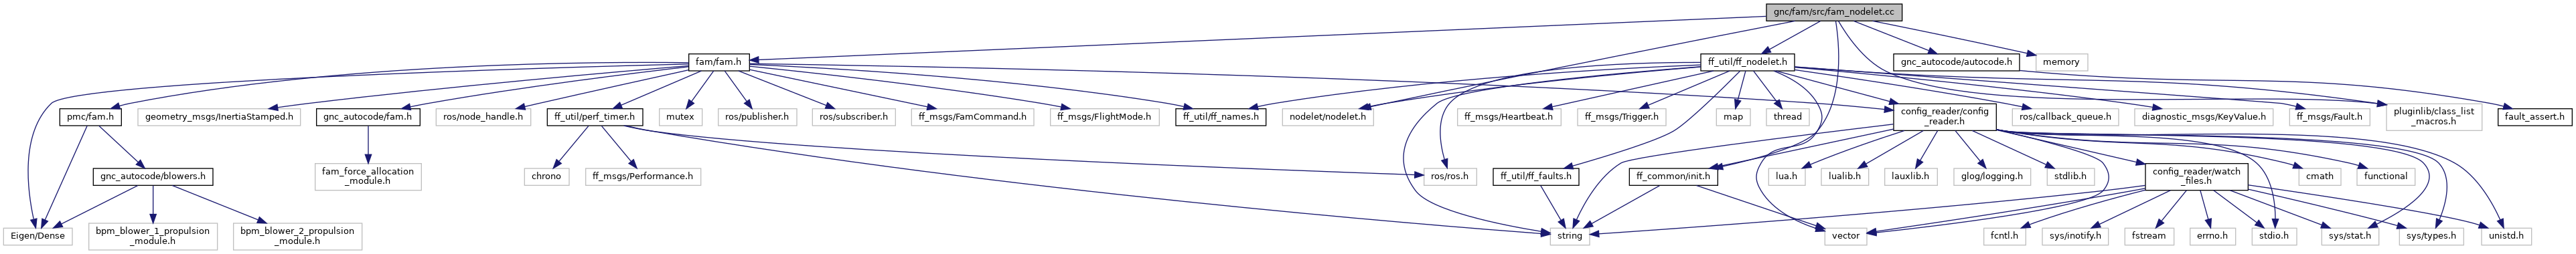 gnc/fam/src/fam_nodelet.cc
fam/fam.h
ff_util/ff_nodelet.h
gnc_autocode/autocode.h
memory
pmc/fam.h
geometry_msgs/InertiaStamped.h
gnc_autocode/fam.h
ros/node_handle.h
ff_util/perf_timer.h
mutex
ros/publisher.h
ros/subscriber.h
ff_msgs/FamCommand.h
ff_msgs/FlightMode.h
ff_util/ff_names.h
nodelet/nodelet.h
ff_msgs/Heartbeat.h
ff_msgs/Trigger.h
map
thread
config_reader/config
_reader.h
ros/callback_queue.h
diagnostic_msgs/KeyValue.h
ff_msgs/Fault.h
pluginlib/class_list
_macros.h
fault_assert.h
gnc_autocode/blowers.h
fam_force_allocation
_module.h
chrono
ff_msgs/Performance.h
ros/ros.h
ff_util/ff_faults.h
ff_common/init.h
lua.h
lualib.h
lauxlib.h
glog/logging.h
stdlib.h
config_reader/watch
_files.h
cmath
functional
Eigen/Dense
bpm_blower_1_propulsion
_module.h
bpm_blower_2_propulsion
_module.h
string
vector
fcntl.h
sys/inotify.h
fstream
errno.h
stdio.h
sys/stat.h
sys/types.h
unistd.h